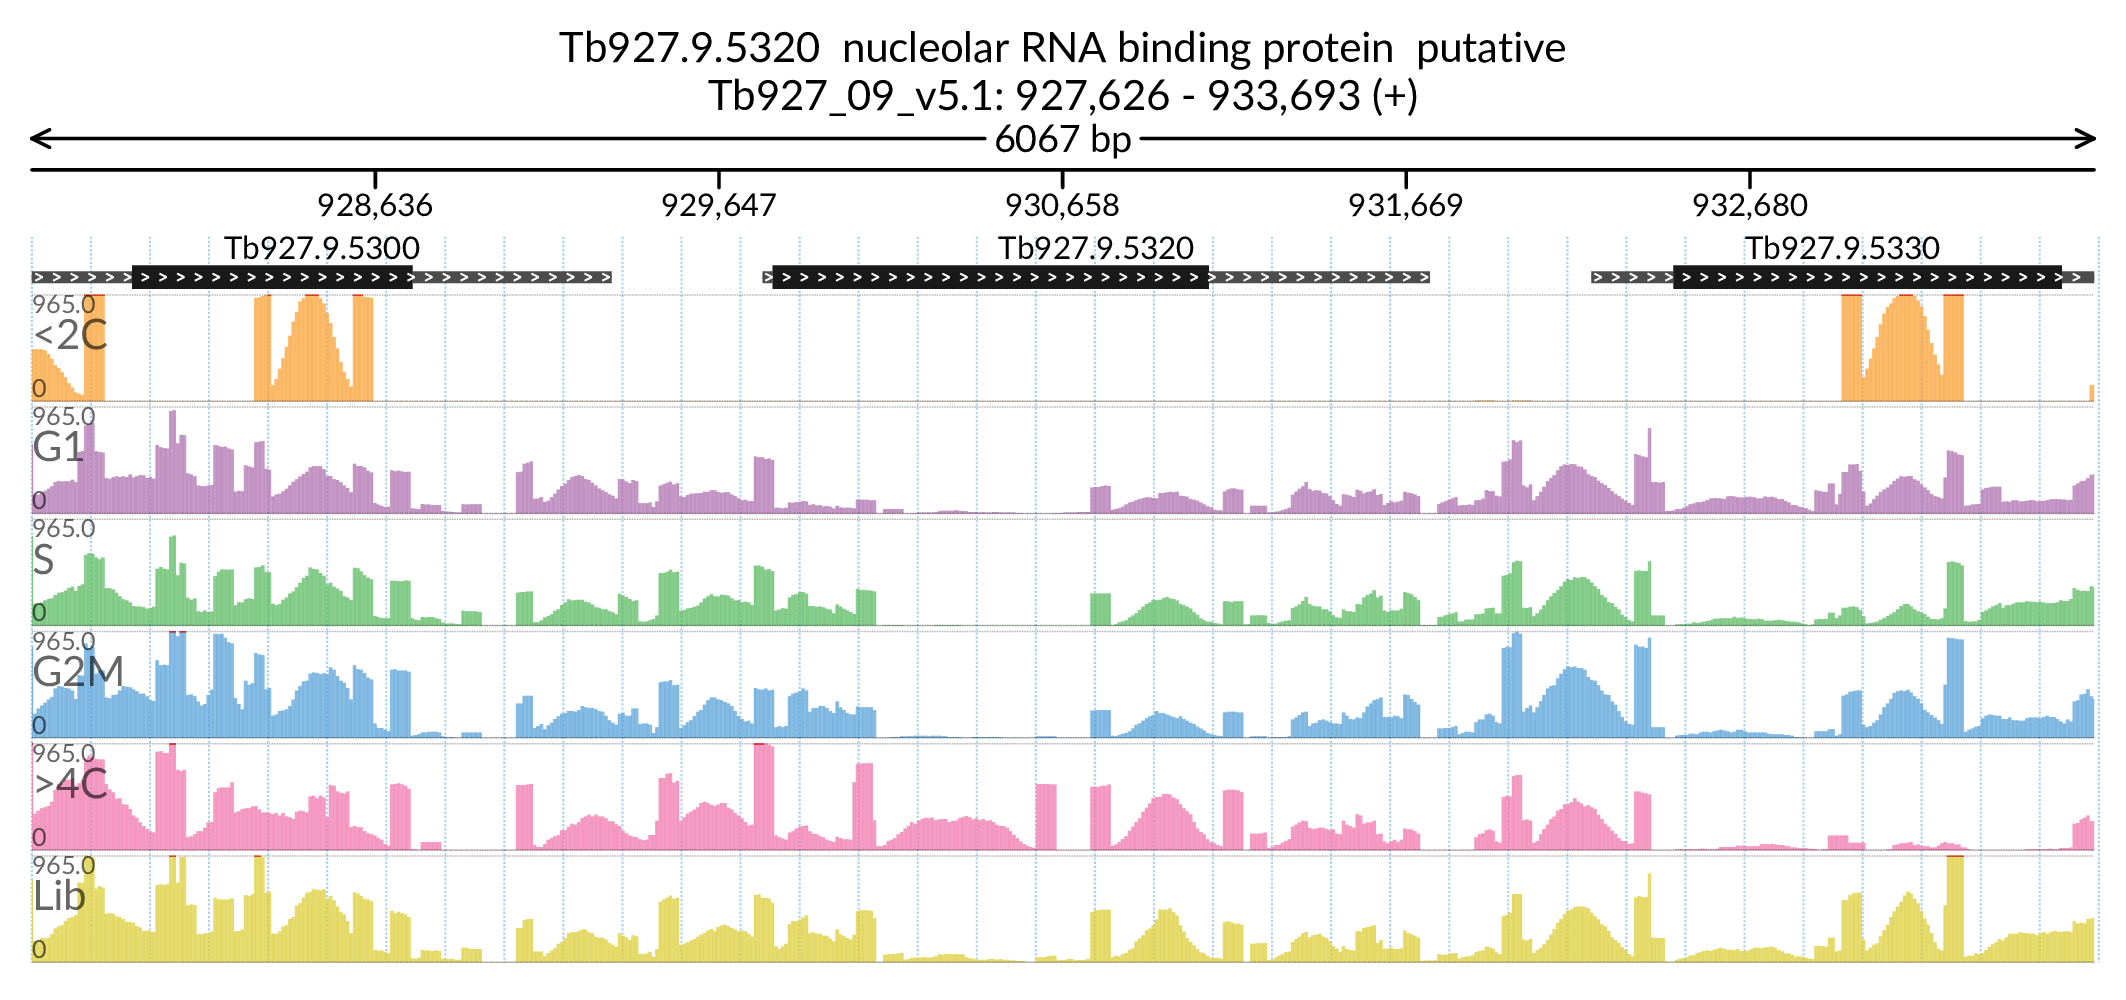 Tb927.9.5320  nucleolar RNA binding protein  putative
Tb927_09_v5.1: 927,626 - 933,693 (+)
6067 bp
928,636 929,647 930,658 931,669 932,680
Tb927.9.5300 Tb927.9.5320 Tb927.9.5330
965.0
<2C
0
965.0
G1
0
965.0
S
0
965.0
G2M
0
965.0
>4C
0
965.0
Lib
0